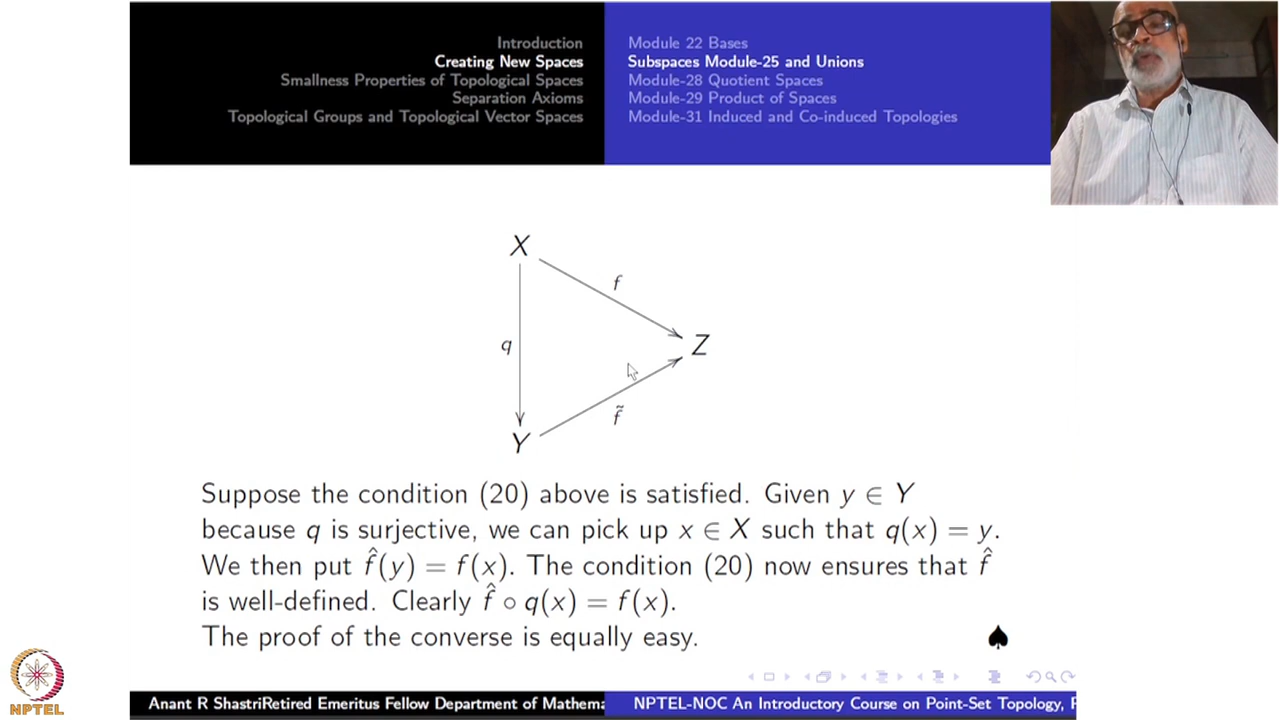 Introduction
Creating New Spaces
Smallness Properties of Topological Spaces
Separation Axioms
Topological Groups and Topological Vector Spaces
Module 22 Bases
Subspaces Module-25 and Unions
Module-28 Quotient Spaces
Module-29 Product of Spaces
Module-31 Induced and Co-induced Topologies
X
f
q
Z
f̃
Y
Suppose the condition (20) above is satisfied. Given y ∈ Y
because q is surjective, we can pick up x ∈ X such that q(x) = y.
We then put f̂(y) = f(x). The condition (20) now ensures that f̂
is well-defined. Clearly f̂ ∘ q(x) = f(x).
The proof of the converse is equally easy. ♠
NPTEL
Anant R ShastriRetired Emeritus Fellow Department of Mathema
NPTEL-NOC An Introductory Course on Point-Set Topology, P